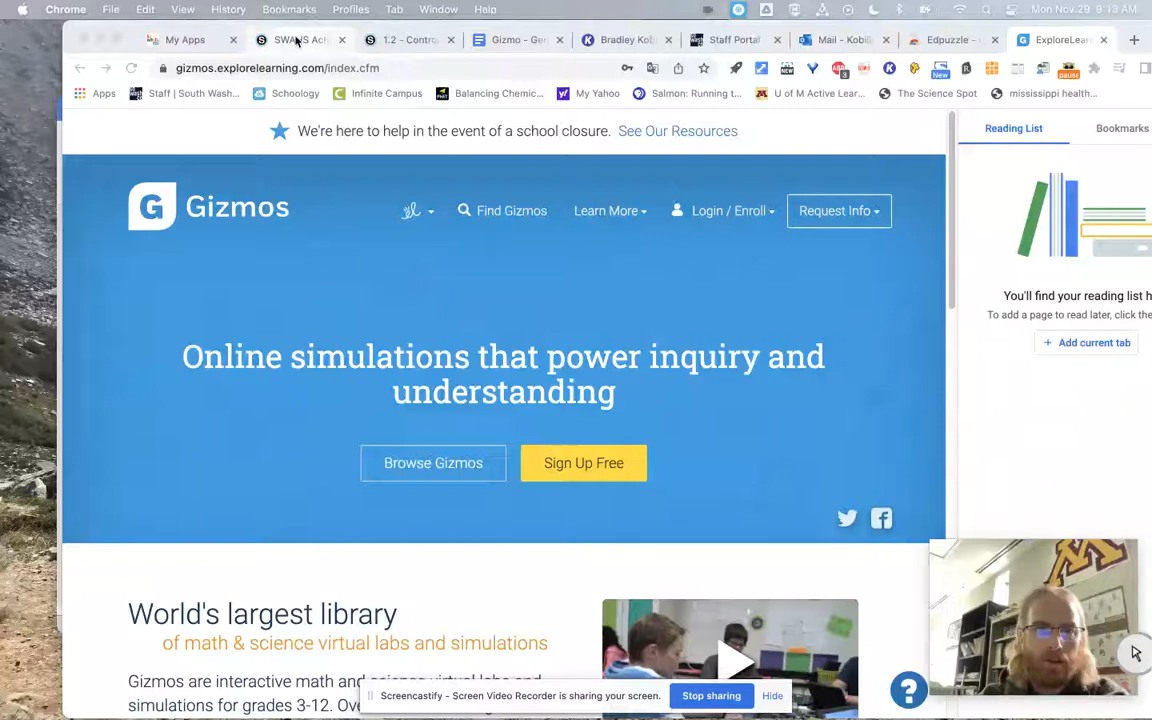 Chrome File Edit View History Bookmarks Profiles Tab Window Help Mon Nov 29 9:13 AM
My Apps SWANS Act 1.2 - Contro Gizmo - Ger Bradley Kob Staff Portal Mail - Kobil Edpuzzle - ExploreLear
gizmos.explorelearning.com/index.cfm
Apps Staff | South Wash... Schoology Infinite Campus Balancing Chemic... My Yahoo Salmon: Running t... U of M Active Lear... The Science Spot mississippi health...
We're here to help in the event of a school closure. See Our Resources
Reading List Bookmarks
G Gizmos
Find Gizmos Learn More Login / Enroll Request Info
You'll find your reading list h
To add a page to read later, click the
+ Add current tab
Online simulations that power inquiry and
understanding
Browse Gizmos Sign Up Free
World's largest library
of math & science virtual labs and simulations
Gizmos are interactive math and science virtual labs and
simulations for grades 3-12. Ove
Screencastify - Screen Video Recorder is sharing your screen. Stop sharing Hide